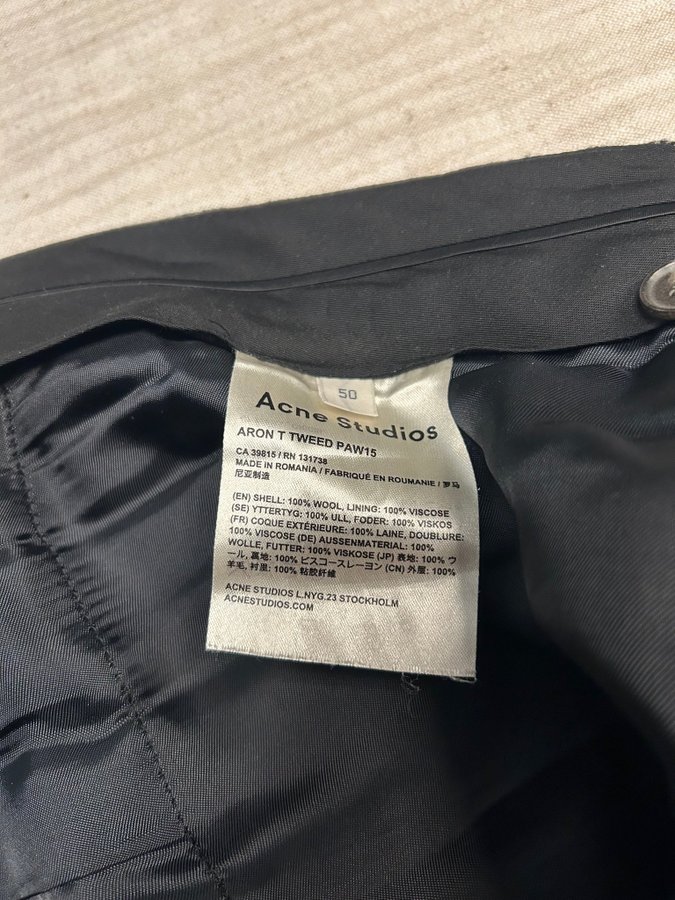 50
Acne Studios
ARON T TWEED PAW15
CA 39815 / RN 131738
MADE IN ROMANIA / FABRIQUÉ EN ROUMANIE / 罗马
尼亚制造
(EN) SHELL: 100% WOOL, LINING: 100% VISCOSE
(SE) YTTERTYG: 100% ULL, FODER: 100% VISKOS
(FR) COQUE EXTÉRIEURE: 100% LAINE, DOUBLURE:
100% VISCOSE (DE) AUSSENMATERIAL: 100%
WOLLE, FUTTER: 100% VISKOSE (JP) 表地: 100% ウ
ール, 裏地: 100% ビスコースレーヨン (CN) 外层: 100%
羊毛, 衬里: 100% 粘胶纤维
ACNE STUDIOS L.NYG.23 STOCKHOLM
ACNESTUDIOS.COM